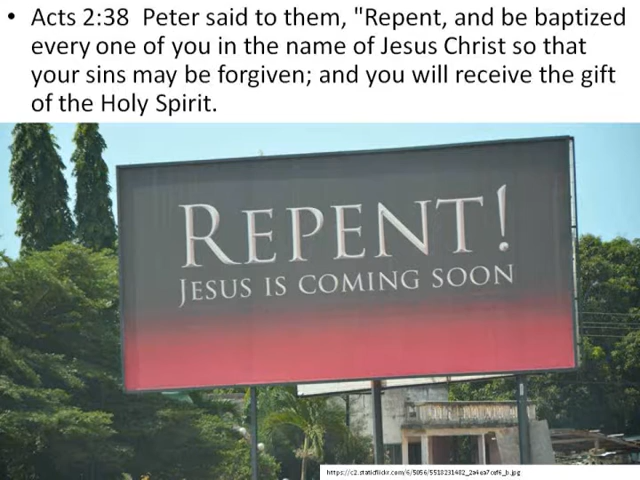 • Acts 2:38 Peter said to them, "Repent, and be baptized
every one of you in the name of Jesus Christ so that
your sins may be forgiven; and you will receive the gift
of the Holy Spirit.
REPENT!
JESUS IS COMING SOON